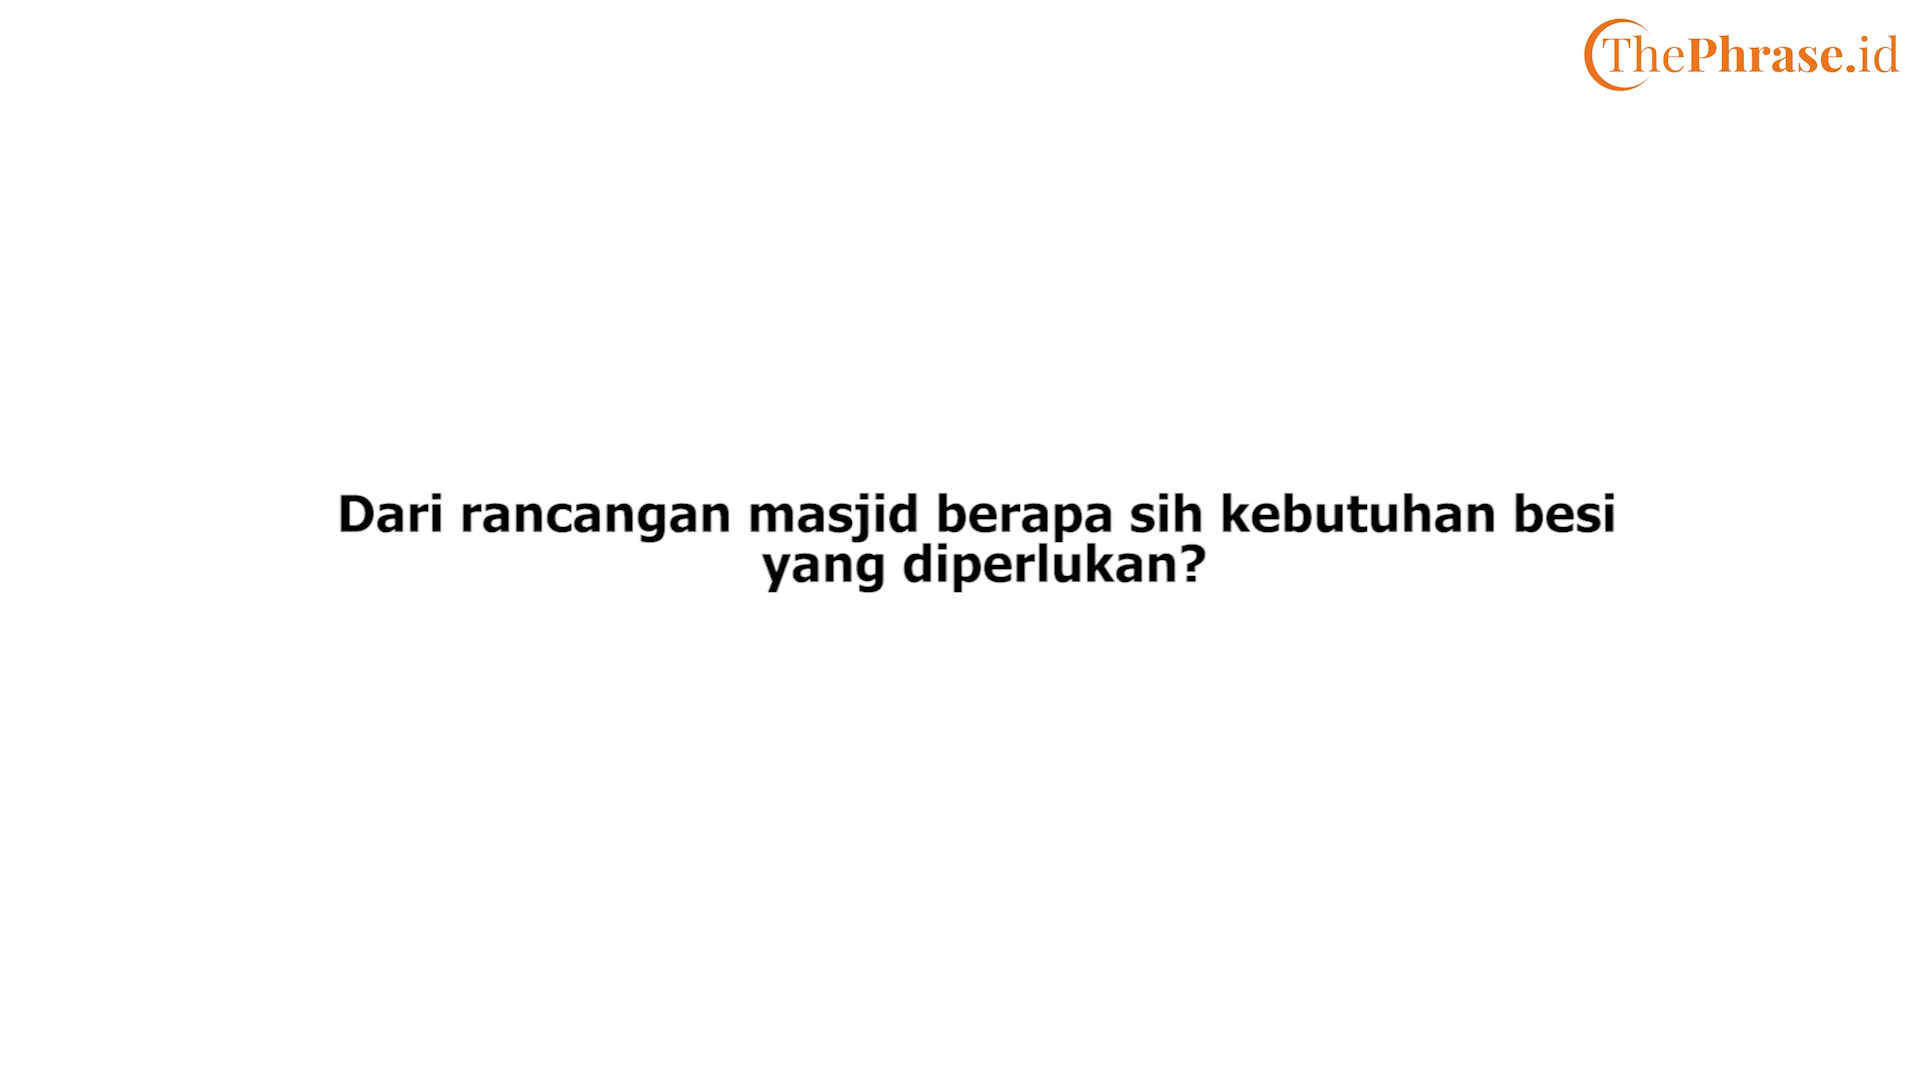 ThePhrase.id
Dari rancangan masjid berapa sih kebutuhan besi
yang diperlukan?